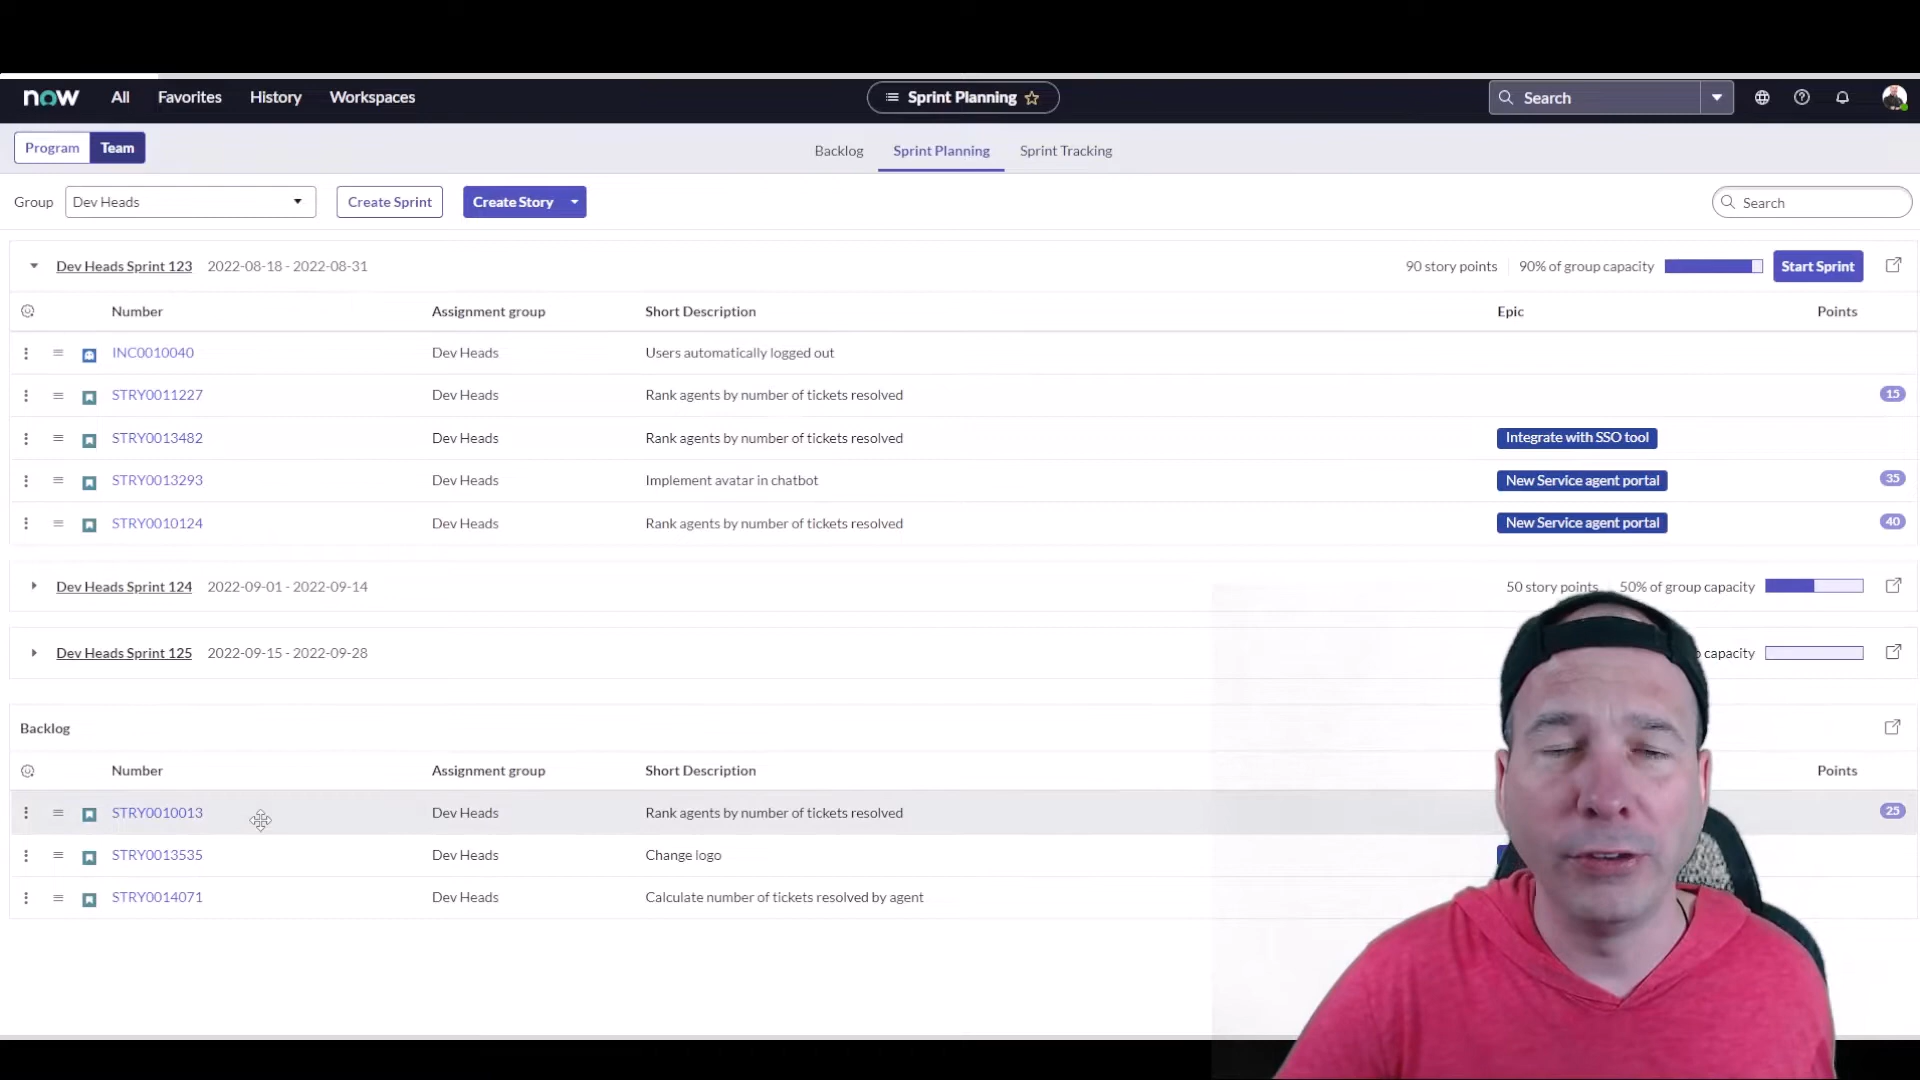 now All Favorites History Workspaces Sprint Planning Search
Program Team Backlog Sprint Planning Sprint Tracking
Group Dev Heads Create Sprint Create Story Search
Dev Heads Sprint 123 2022-08-18 - 2022-08-31 90 story points 90% of group capacity Start Sprint
Number Assignment group Short Description Epic Points
INC0010040 Dev Heads Users automatically logged out
STRY0011227 Dev Heads Rank agents by number of tickets resolved 15
STRY0013482 Dev Heads Rank agents by number of tickets resolved Integrate with SSO tool
STRY0013293 Dev Heads Implement avatar in chatbot New Service agent portal 35
STRY0010124 Dev Heads Rank agents by number of tickets resolved New Service agent portal 40
Dev Heads Sprint 124 2022-09-01 - 2022-09-14 50 story points 50% of group capacity
Dev Heads Sprint 125 2022-09-15 - 2022-09-28 capacity
Backlog
Number Assignment group Short Description Points
STRY0010013 Dev Heads Rank agents by number of tickets resolved 25
STRY0013535 Dev Heads Change logo
STRY0014071 Dev Heads Calculate number of tickets resolved by agent